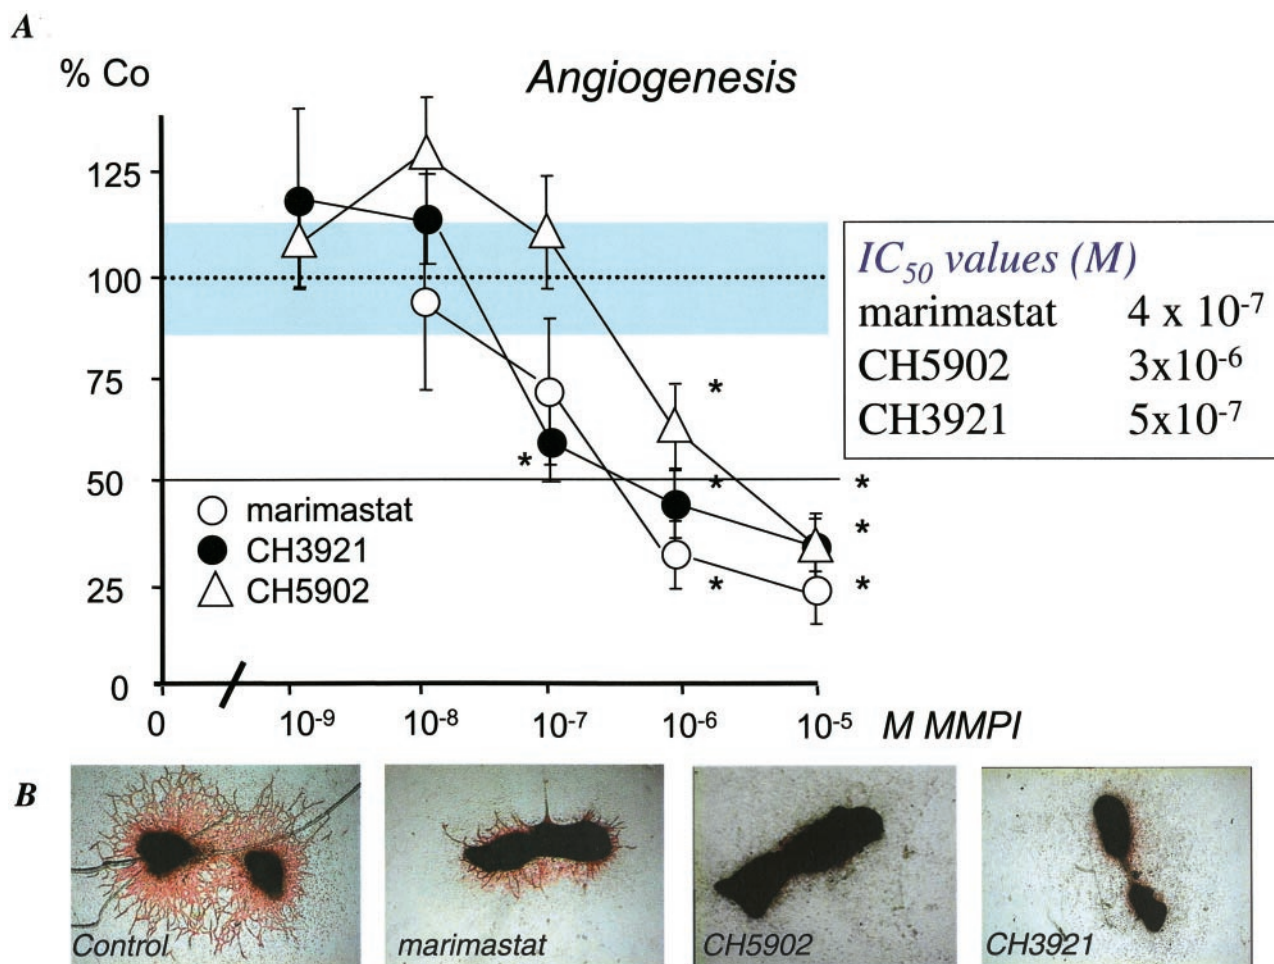 A
% Co
Angiogenesis
125
100
75
50
25
0
IC₅₀ values (M)
marimastat 4 x 10⁻⁷
CH5902 3x10⁻⁶
CH3921 5x10⁻⁷
*
* * *
* *
* *
marimastat
CH3921
CH5902
0 10⁻⁹ 10⁻⁸ 10⁻⁷ 10⁻⁶ 10⁻⁵ M MMPI
B
Control marimastat CH5902 CH3921